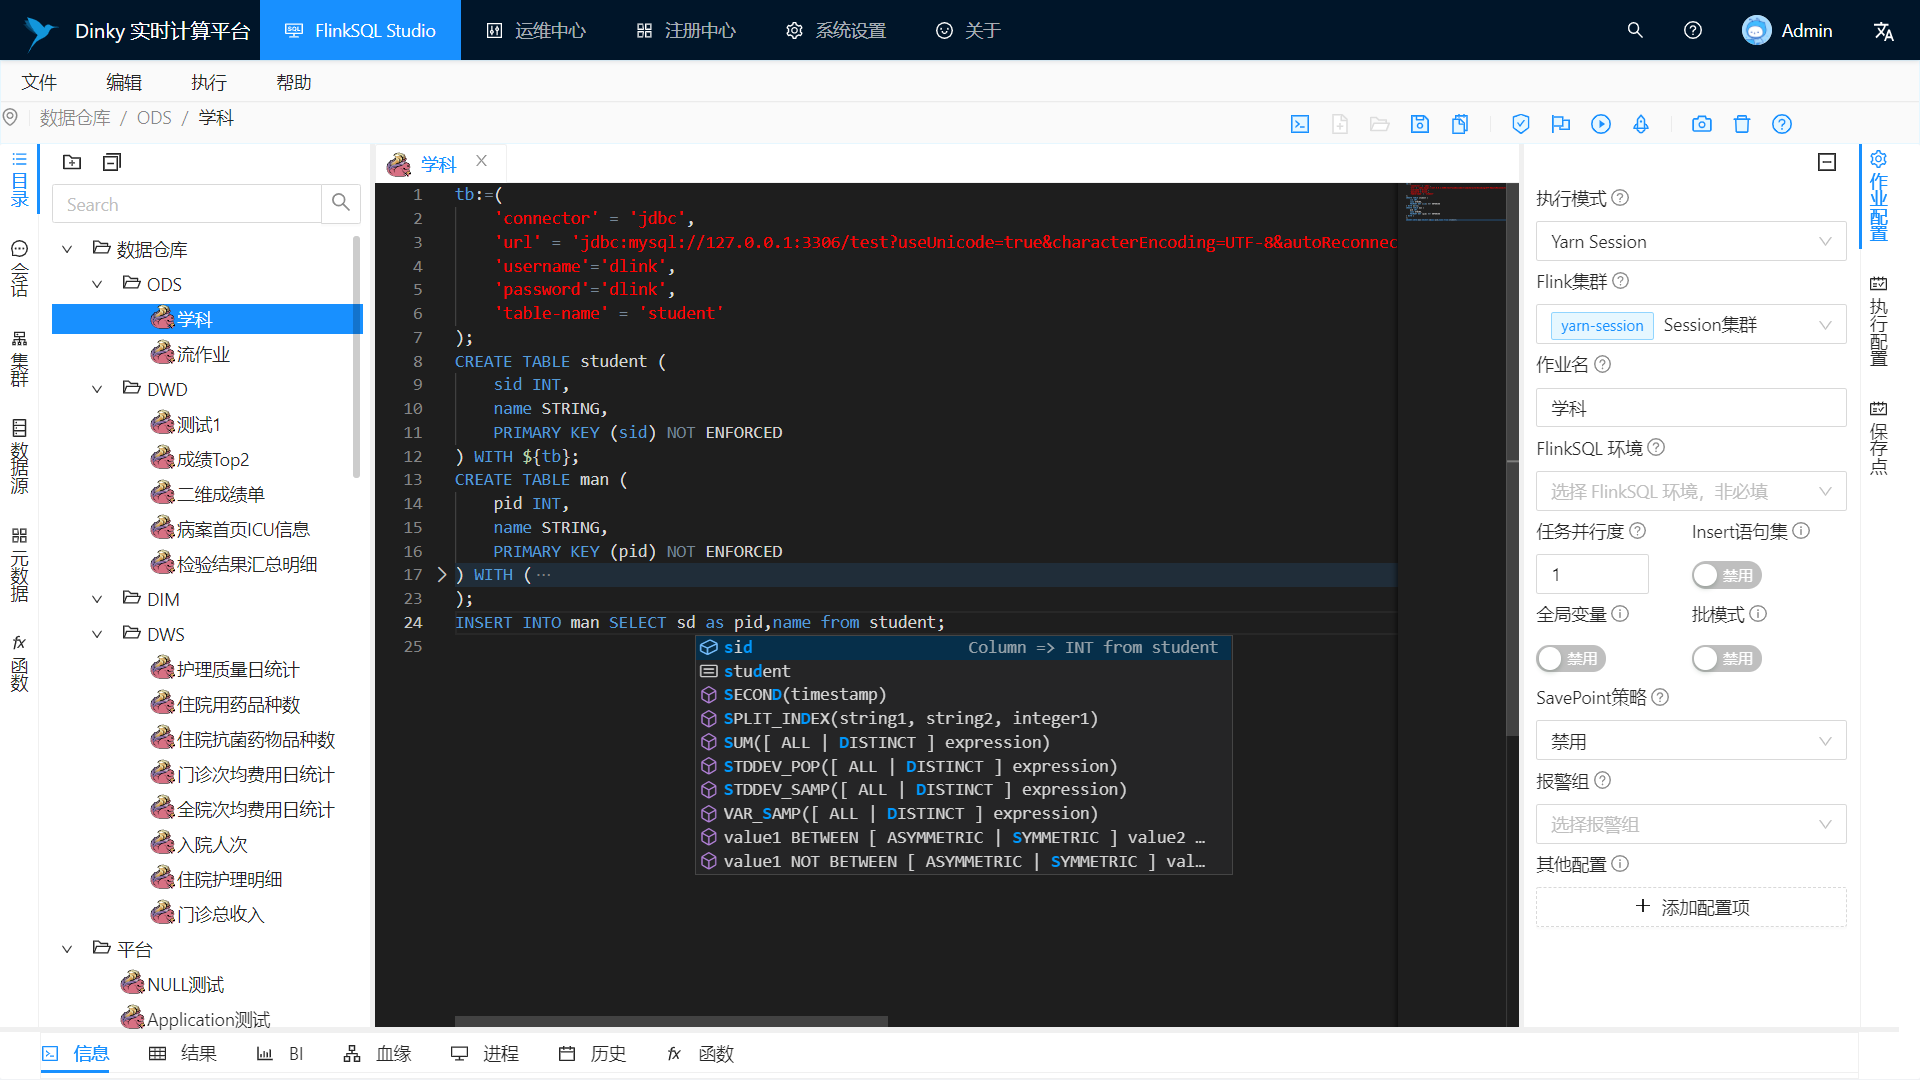 Dinky 实时计算平台
FlinkSQL Studio
运维中心
注册中心
系统设置
关于
Admin
文件
编辑
执行
帮助
数据仓库 / ODS / 学科
目录
会话
集群
数据源
元数据
函数
Search
数据仓库
ODS
学科
流作业
DWD
测试1
成绩Top2
二维成绩单
病案首页ICU信息
检验结果汇总明细
DIM
DWS
护理质量日统计
住院用药品种数
住院抗菌药物品种数
门诊次均费用日统计
全院次均费用日统计
入院人次
住院护理明细
门诊总收入
平台
NULL测试
Application测试
学科
1 tb:=(
2 'connector' = 'jdbc',
3 'url' = 'jdbc:mysql://127.0.0.1:3306/test?useUnicode=true&characterEncoding=UTF-8&autoReconnec
4 'username'='dlink',
5 'password'='dlink',
6 'table-name' = 'student'
7 );
8 CREATE TABLE student (
9 sid INT,
10 name STRING,
11 PRIMARY KEY (sid) NOT ENFORCED
12 ) WITH ${tb};
13 CREATE TABLE man (
14 pid INT,
15 name STRING,
16 PRIMARY KEY (pid) NOT ENFORCED
17 ) WITH ( ···
23 );
24 INSERT INTO man SELECT sd as pid,name from student;
25
sid Column => INT from student
student
SECOND(timestamp)
SPLIT_INDEX(string1, string2, integer1)
SUM([ ALL | DISTINCT ] expression)
STDDEV_POP([ ALL | DISTINCT ] expression)
STDDEV_SAMP([ ALL | DISTINCT ] expression)
VAR_SAMP([ ALL | DISTINCT ] expression)
value1 BETWEEN [ ASYMMETRIC | SYMMETRIC ] value2 …
value1 NOT BETWEEN [ ASYMMETRIC | SYMMETRIC ] val…
执行模式
Yarn Session
Flink集群
yarn-session Session集群
作业名
学科
FlinkSQL 环境
选择 FlinkSQL 环境，非必填
任务并行度 Insert语句集
1 禁用
全局变量 批模式
禁用 禁用
SavePoint策略
禁用
报警组
选择报警组
其他配置
+ 添加配置项
作业配置
执行配置
保存点
信息
结果
BI
血缘
进程
历史
fx 函数